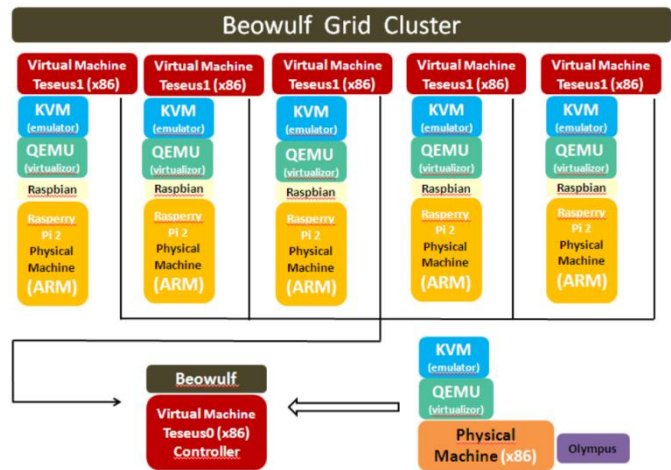 Beowulf Grid Cluster
Virtual Machine
Teseus1 (x86)
KVM
(emulator)
QEMU
(virtualizor)
Raspbian
Rasperry
Pi 2
Physical
Machine
(ARM)
Virtual Machine
Teseus1 (x86)
KVM
(emulator)
QEMU
(virtualizor)
Raspbian
Rasperry
Pi 2
Physical
Machine
(ARM)
Virtual Machine
Teseus1 (x86)
KVM
(emulator)
QEMU
(virtualizor)
Raspbian
Rasperry
Pi 2
Physical
Machine
(ARM)
Virtual Machine
Teseus1 (x86)
KVM
(emulator)
QEMU
(virtualizor)
Raspbian
Rasperry
Pi 2
Physical
Machine
(ARM)
Virtual Machine
Teseus1 (x86)
KVM
(emulator)
QEMU
(virtualizor)
Raspbian
Rasperry
Pi 2
Physical
Machine
(ARM)
Beowulf
Virtual Machine
Teseus0 (x86)
Controller
KVM
(emulator)
QEMU
(virtualizor)
Physical
Machine (x86)
Olympus